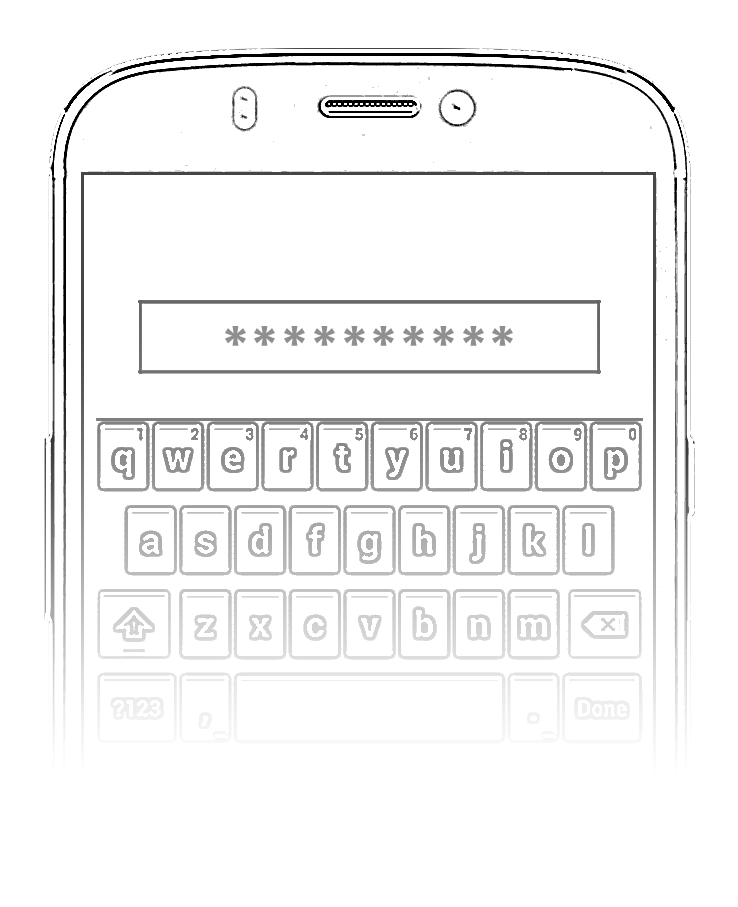 **********
1 2 3 4 5 6 7 8 9 0
q w e r t y u i o p
a s d f g h j k l
z x c v b n m
?123 , . Done